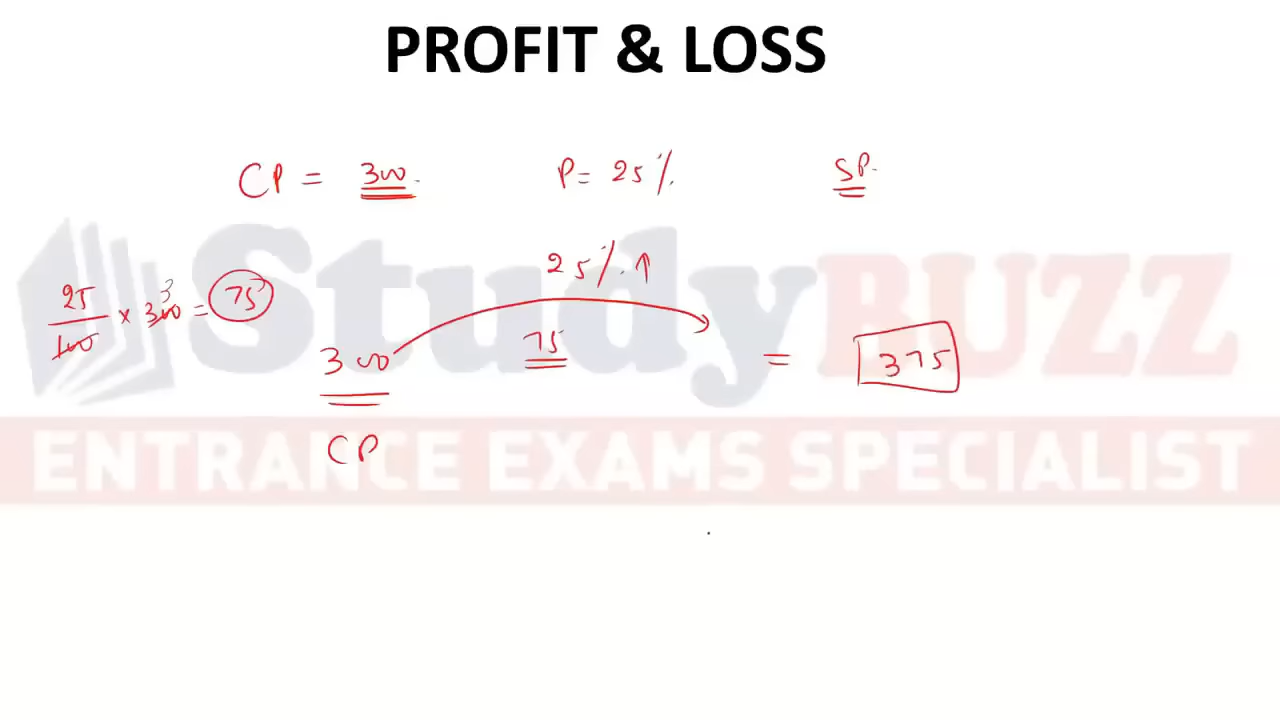 PROFIT & LOSS
CP = 300. P = 25% SP.
25% ↑
25/100 × 300 = 75
3
300 75 = 375
CP
StudyBUZZ
ENTRANCE EXAMS SPECIALIST